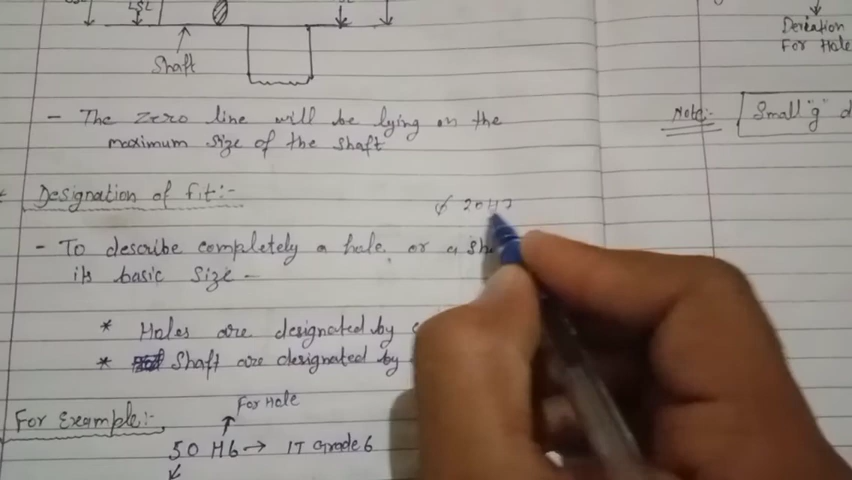 LSL
Shaft
- The Zero line will be lying on the
maximum size of the shaft
Designation of fit:-
φ 20H7
- To describe completely a hole or a sh
its basic size -
* Holes are designated by
* Shaft are designated by
For Example:-
For Hole
50 H6 → IT Grade 6
Deviation
For Hole
Note:-
Small "g" d